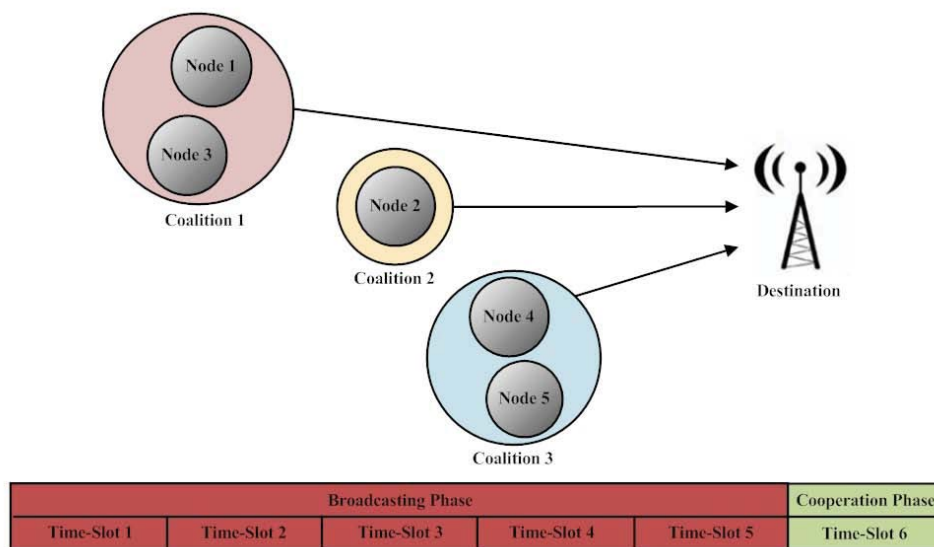 Node 1
Node 3
Coalition 1
Node 2
Coalition 2
Destination
Node 4
Node 5
Coalition 3
Broadcasting Phase Cooperation Phase
Time-Slot 1 Time-Slot 2 Time-Slot 3 Time-Slot 4 Time-Slot 5 Time-Slot 6